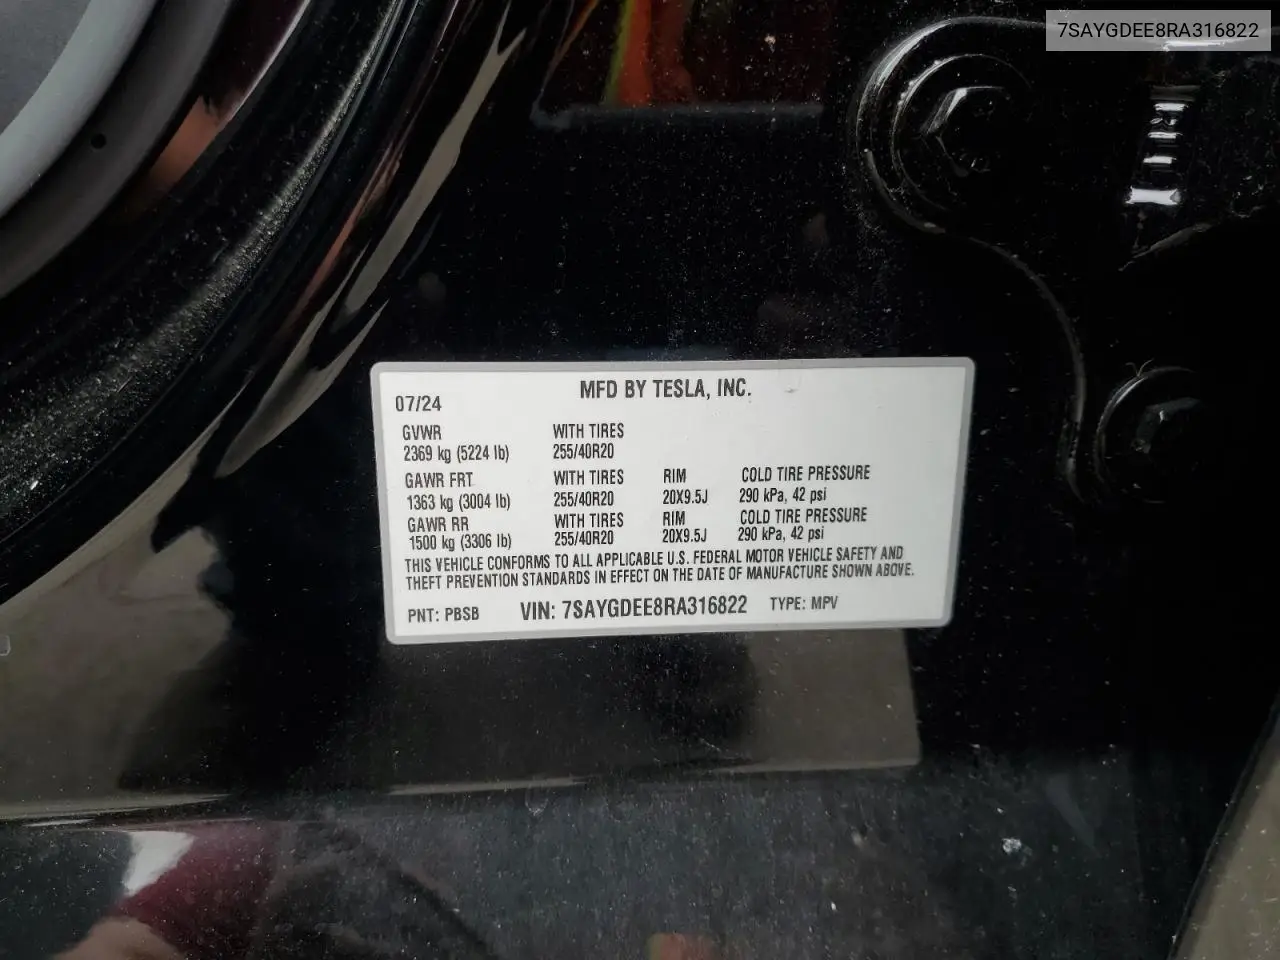 7SAYGDEE8RA316822
MFD BY TESLA, INC.
07/24
GVWR WITH TIRES
2369 kg (5224 lb) 255/40R20
GAWR FRT WITH TIRES RIM COLD TIRE PRESSURE
1363 kg (3004 lb) 255/40R20 20X9.5J 290 kPa, 42 psi
GAWR RR WITH TIRES RIM COLD TIRE PRESSURE
1500 kg (3306 lb) 255/40R20 20X9.5J 290 kPa, 42 psi
THIS VEHICLE CONFORMS TO ALL APPLICABLE U.S. FEDERAL MOTOR VEHICLE SAFETY AND
THEFT PREVENTION STANDARDS IN EFFECT ON THE DATE OF MANUFACTURE SHOWN ABOVE.
PNT: PBSB VIN: 7SAYGDEE8RA316822 TYPE: MPV